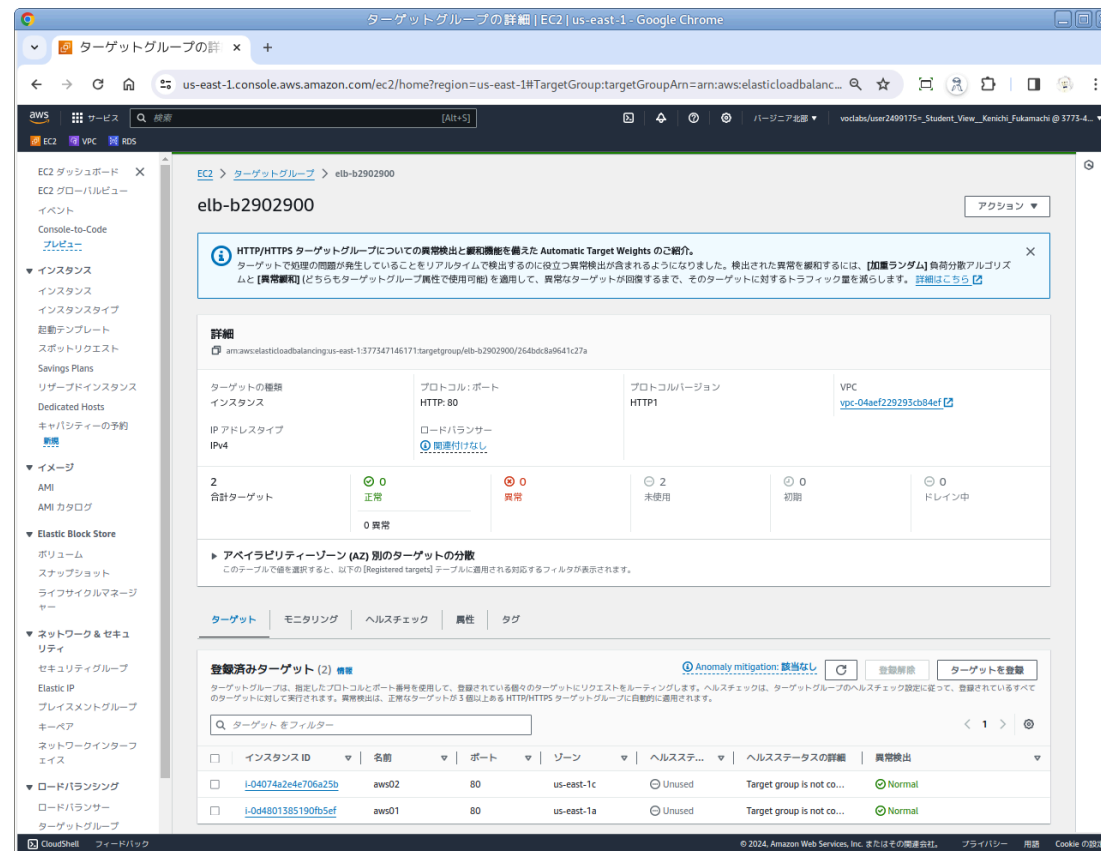 ターゲットグループの詳細 | EC2 | us-east-1 - Google Chrome
ターゲットグループの詳
us-east-1.console.aws.amazon.com/ec2/home?region=us-east-1#TargetGroup:targetGroupArn=arn:aws:elasticloadbalanc...
aws サービス 検索 [Alt+S] バージニア北部 voclabs/user2499175=_Student_View__Kenichi_Fukamachi @ 3773-4...
EC2 VPC RDS
EC2 ダッシュボード
EC2 グローバルビュー
イベント
Console-to-Code
プレビュー
インスタンス
インスタンス
インスタンスタイプ
起動テンプレート
スポットリクエスト
Savings Plans
リザーブドインスタンス
Dedicated Hosts
キャパシティーの予約
新規
イメージ
AMI
AMI カタログ
Elastic Block Store
ボリューム
スナップショット
ライフサイクルマネージ
ャー
ネットワーク & セキュ
リティ
セキュリティグループ
Elastic IP
プレイスメントグループ
キーペア
ネットワークインターフ
ェイス
ロードバランシング
ロードバランサー
ターゲットグループ
EC2 > ターゲットグループ > elb-b2902900
elb-b2902900
アクション
HTTP/HTTPS ターゲットグループについての異常検出と緩和機能を備えた Automatic Target Weights のご紹介。
ターゲットで処理の問題が発生していることをリアルタイムで検出するのに役立つ異常検出が含まれるようになりました。検出された異常を緩和するには、[加重ランダム] 負荷分散アルゴリズ
ムと [異常緩和] (どちらもターゲットグループ属性で使用可能) を適用して、異常なターゲットが回復するまで、そのターゲットに対するトラフィック量を減らします。 詳細はこちら
詳細
arn:aws:elasticloadbalancing:us-east-1:377347146171:targetgroup/elb-b2902900/264bdc8a9641c27a
ターゲットの種類 プロトコル : ポート プロトコルバージョン VPC
インスタンス HTTP: 80 HTTP1 vpc-04aef229293cb84ef
IP アドレスタイプ ロードバランサー
IPv4 関連付けなし
2 0 0 2 0 0
合計ターゲット 正常 異常 未使用 初期 ドレイン中
0 異常
アベイラビリティーゾーン (AZ) 別のターゲットの分散
このテーブルで値を選択すると、以下の [Registered targets] テーブルに適用される対応するフィルタが表示されます。
ターゲット モニタリング ヘルスチェック 属性 タグ
登録済みターゲット (2) 情報 Anomaly mitigation: 該当なし 登録解除 ターゲットを登録
ターゲットグループは、指定したプロトコルとポート番号を使用して、登録されている個々のターゲットにリクエストをルーティングします。ヘルスチェックは、ターゲットグループのヘルスチェック設定に従って、登録されているすべて
のターゲットに対して実行されます。異常検出は、正常なターゲットが 3 個以上ある HTTP/HTTPS ターゲットグループに自動的に適用されます。
ターゲット をフィルター 1
インスタンス ID 名前 ポート ゾーン ヘルスステ... ヘルスステータスの詳細 異常検出
i-04074a2e4e706a25b aws02 80 us-east-1c Unused Target group is not co... Normal
i-0d4801385190fb5ef aws01 80 us-east-1a Unused Target group is not co... Normal
CloudShell フィードバック © 2024, Amazon Web Services, Inc. またはその関連会社。 プライバシー 用語 Cookie の設定